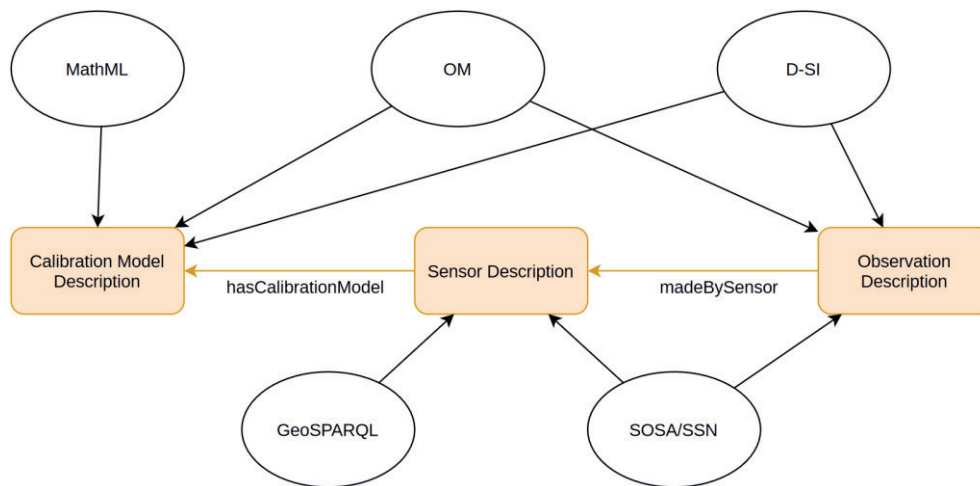 MathML
OM
D-SI
Calibration Model
Description
hasCalibrationModel
Sensor Description
madeBySensor
Observation
Description
GeoSPARQL
SOSA/SSN